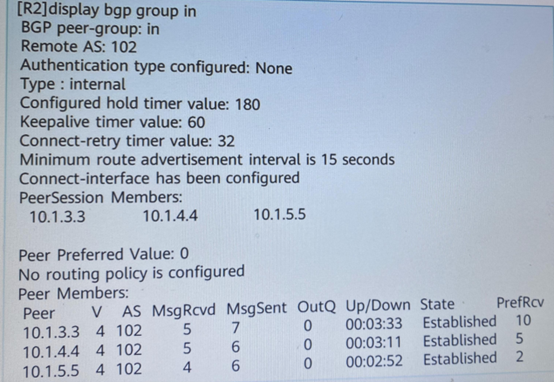 [R2]display bgp group in
BGP peer-group: in
Remote AS: 102
Authentication type configured: None
Type : internal
Configured hold timer value: 180
Keepalive timer value: 60
Connect-retry timer value: 32
Minimum route advertisement interval is 15 seconds
Connect-interface has been configured
PeerSession Members:
10.1.3.3 10.1.4.4 10.1.5.5
Peer Preferred Value: 0
No routing policy is configured
Peer Members:
Peer V AS MsgRcvd MsgSent OutQ Up/Down State PrefRcv
10.1.3.3 4 102 5 7 0 00:03:33 Established 10
10.1.4.4 4 102 5 6 0 00:03:11 Established 5
10.1.5.5 4 102 4 6 0 00:02:52 Established 2